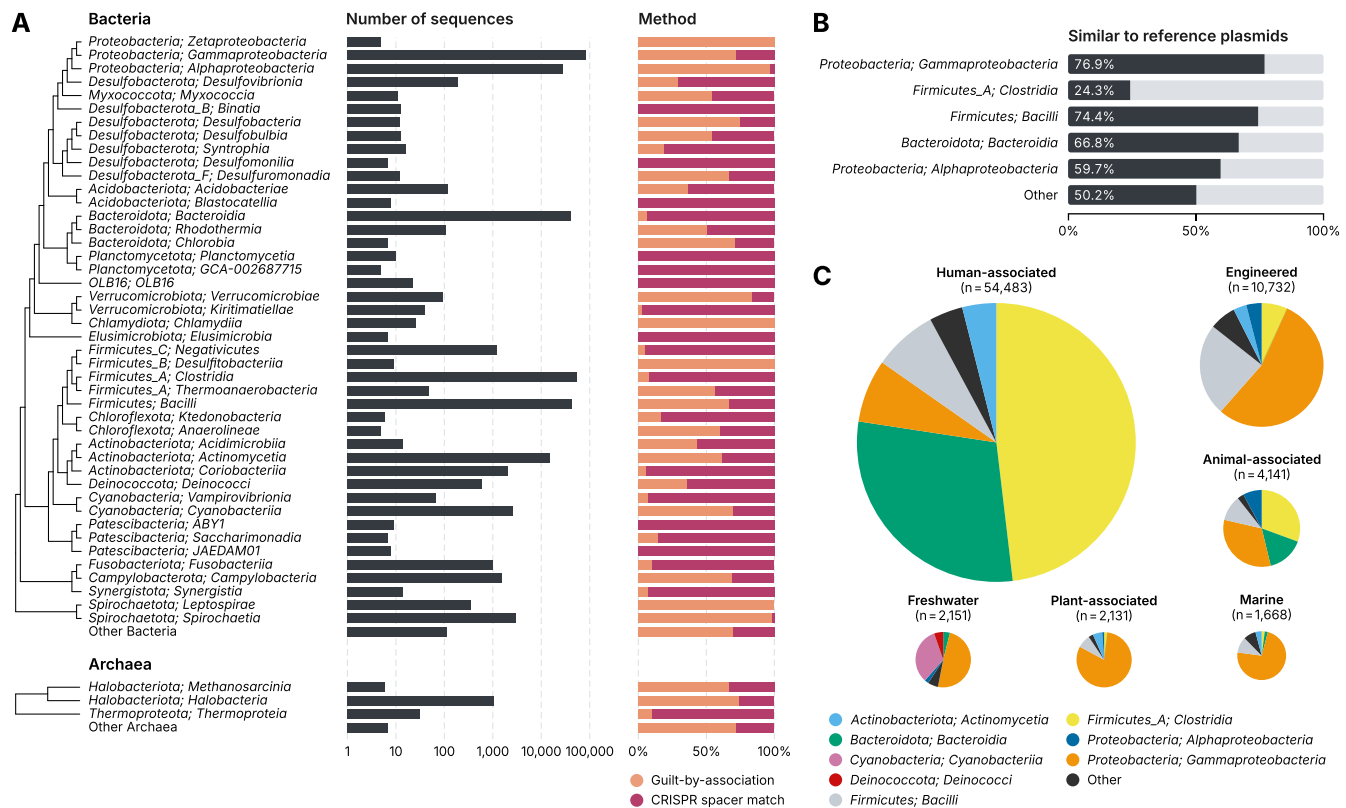 A
Bacteria
Number of sequences
Method
Proteobacteria; Zetaproteobacteria
Proteobacteria; Gammaproteobacteria
Proteobacteria; Alphaproteobacteria
Desulfobacterota; Desulfovibrionia
Myxococcota; Myxococcia
Desulfobacterota_B; Binatia
Desulfobacterota; Desulfobacteria
Desulfobacterota; Desulfobulbia
Desulfobacterota; Syntrophia
Desulfobacterota; Desulfomonilia
Desulfobacterota_F; Desulfuromonadia
Acidobacteriota; Acidobacteriae
Acidobacteriota; Blastocatellia
Bacteroidota; Bacteroidia
Bacteroidota; Rhodothermia
Bacteroidota; Chlorobia
Planctomycetota; Planctomycetia
Planctomycetota; GCA-002687715
OLB16; OLB16
Verrucomicrobiota; Verrucomicrobiae
Verrucomicrobiota; Kiritimatiellae
Chlamydiota; Chlamydiia
Elusimicrobiota; Elusimicrobia
Firmicutes_C; Negativicutes
Firmicutes_B; Desulfitobacteriia
Firmicutes_A; Clostridia
Firmicutes_A; Thermoanaerobacteria
Firmicutes; Bacilli
Chloroflexota; Ktedonobacteria
Chloroflexota; Anaerolineae
Actinobacteriota; Acidimicrobiia
Actinobacteriota; Actinomycetia
Actinobacteriota; Coriobacteriia
Deinococcota; Deinococci
Cyanobacteria; Vampirovibrionia
Cyanobacteria; Cyanobacteriia
Patescibacteria; ABY1
Patescibacteria; Saccharimonadia
Patescibacteria; JAEDAM01
Fusobacteriota; Fusobacteriia
Campylobacterota; Campylobacteria
Synergistota; Synergistia
Spirochaetota; Leptospirae
Spirochaetota; Spirochaetia
Other Bacteria
Archaea
Halobacteriota; Methanosarcinia
Halobacteriota; Halobacteria
Thermoproteota; Thermoproteia
Other Archaea
1 10 100 1,000 10,000 100,000
0% 50% 100%
Guilt-by-association
CRISPR spacer match
B
Similar to reference plasmids
Proteobacteria; Gammaproteobacteria 76.9%
Firmicutes_A; Clostridia 24.3%
Firmicutes; Bacilli 74.4%
Bacteroidota; Bacteroidia 66.8%
Proteobacteria; Alphaproteobacteria 59.7%
Other 50.2%
0% 50% 100%
C
Human-associated
(n=54,483)
Engineered
(n=10,732)
Animal-associated
(n=4,141)
Freshwater
(n=2,151)
Plant-associated
(n=2,131)
Marine
(n=1,668)
Actinobacteriota; Actinomycetia
Bacteroidota; Bacteroidia
Cyanobacteria; Cyanobacteriia
Deinococcota; Deinococci
Firmicutes; Bacilli
Firmicutes_A; Clostridia
Proteobacteria; Alphaproteobacteria
Proteobacteria; Gammaproteobacteria
Other